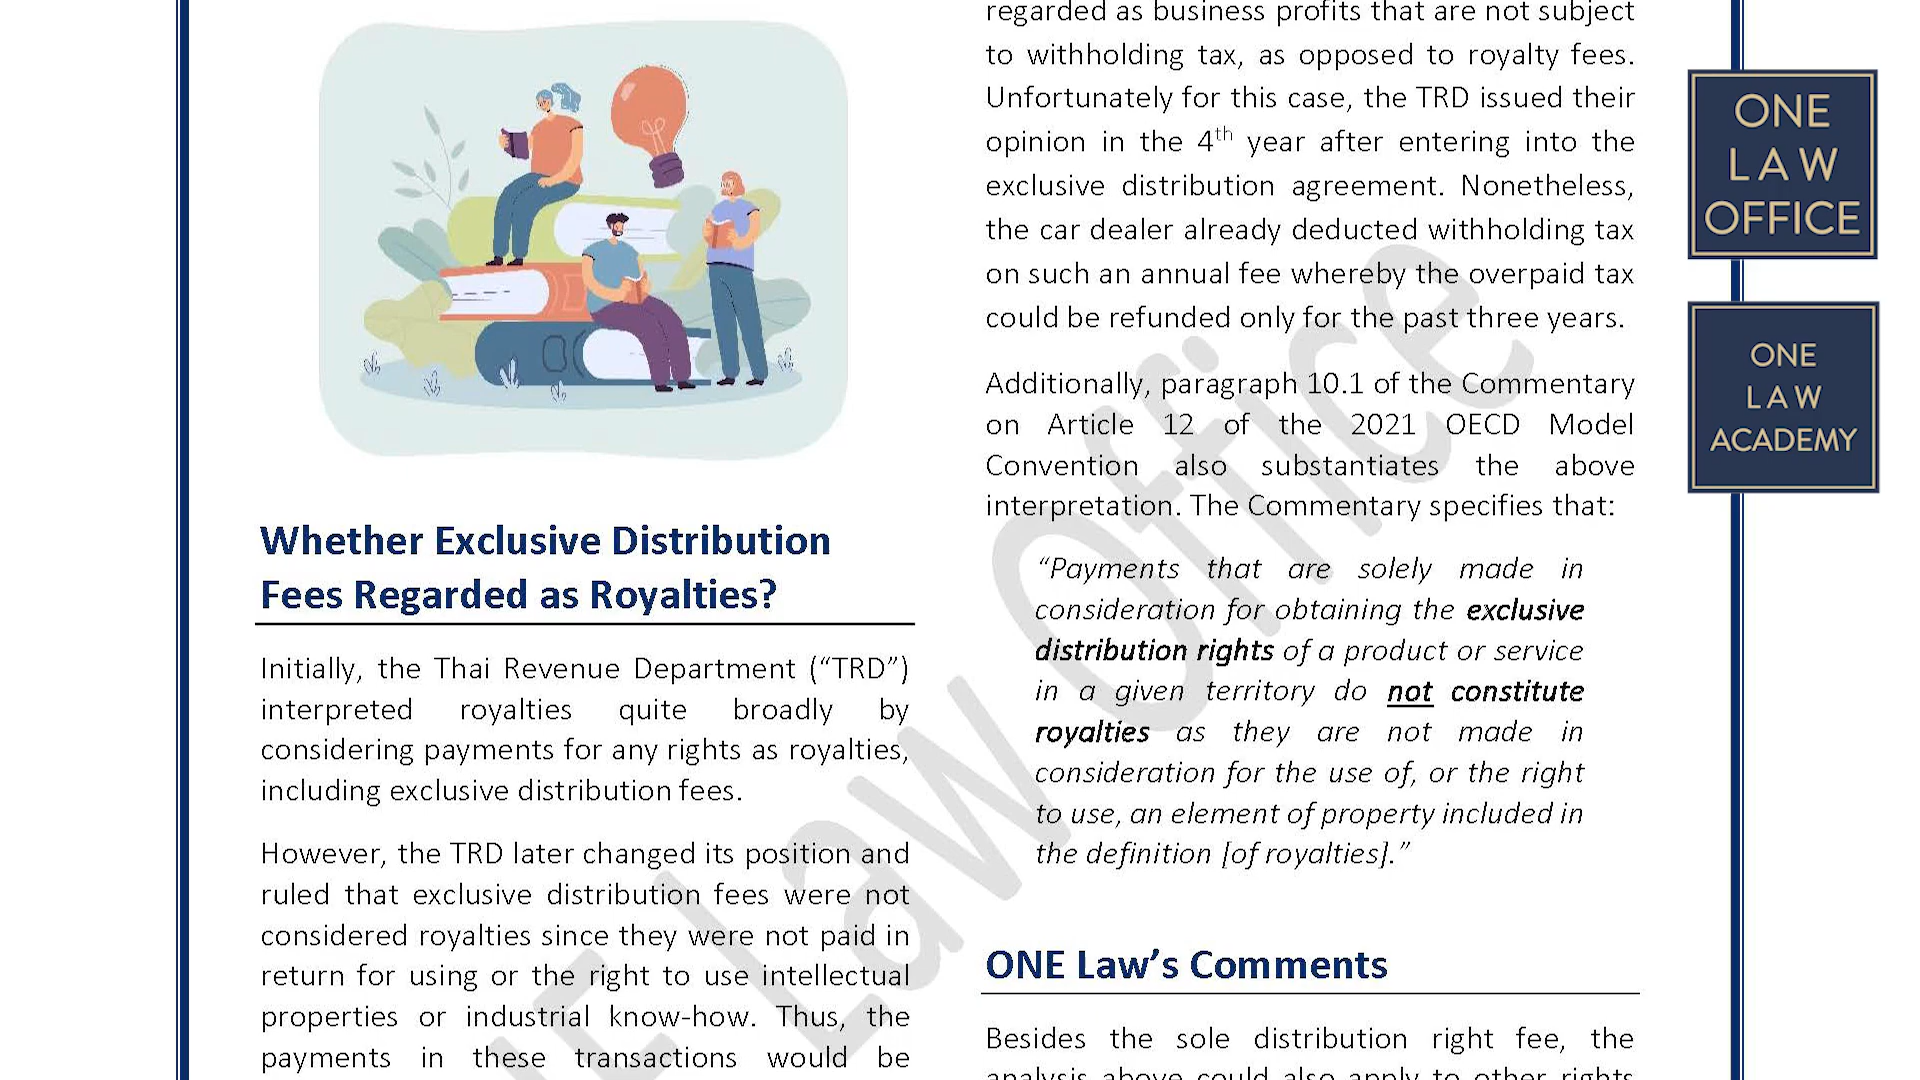 Whether Exclusive Distribution
Fees Regarded as Royalties?
Initially, the Thai Revenue Department (“TRD”)
interpreted royalties quite broadly by
considering payments for any rights as royalties,
including exclusive distribution fees.
However, the TRD later changed its position and
ruled that exclusive distribution fees were not
considered royalties since they were not paid in
return for using or the right to use intellectual
properties or industrial know-how. Thus, the
payments in these transactions would be
regarded as business profits that are not subject
to withholding tax, as opposed to royalty fees.
Unfortunately for this case, the TRD issued their
opinion in the 4th year after entering into the
exclusive distribution agreement. Nonetheless,
the car dealer already deducted withholding tax
on such an annual fee whereby the overpaid tax
could be refunded only for the past three years.
Additionally, paragraph 10.1 of the Commentary
on Article 12 of the 2021 OECD Model
Convention also substantiates the above
interpretation. The Commentary specifies that:
“Payments that are solely made in
consideration for obtaining the exclusive
distribution rights of a product or service
in a given territory do not constitute
royalties as they are not made in
consideration for the use of, or the right
to use, an element of property included in
the definition [of royalties].”
ONE Law’s Comments
Besides the sole distribution right fee, the
analysis above could also apply to other rights
ONE
LAW
OFFICE
ONE
LAW
ACADEMY
Law Office